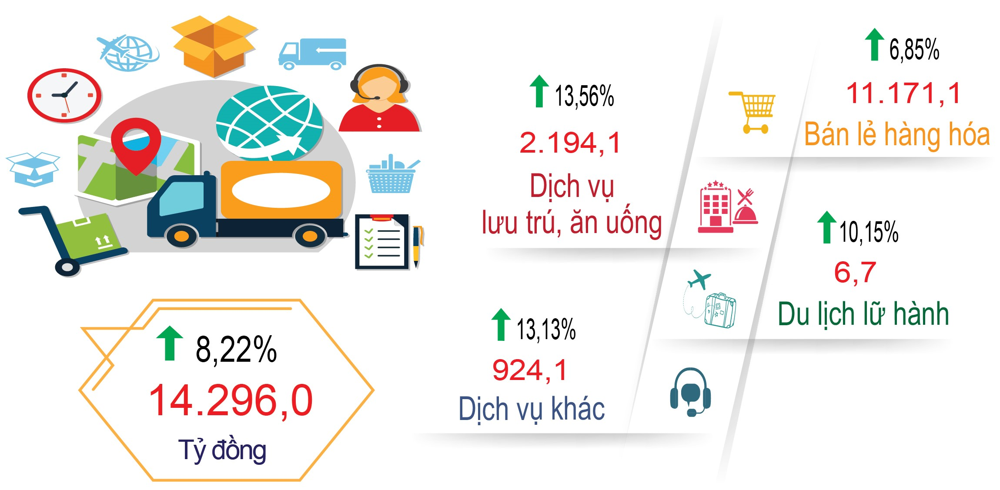 8,22%
14.296,0
Tỷ đồng
13,56%
2.194,1
Dịch vụ
lưu trú, ăn uống
13,13%
924,1
Dịch vụ khác
6,85%
11.171,1
Bán lẻ hàng hóa
10,15%
6,7
Du lịch lữ hành